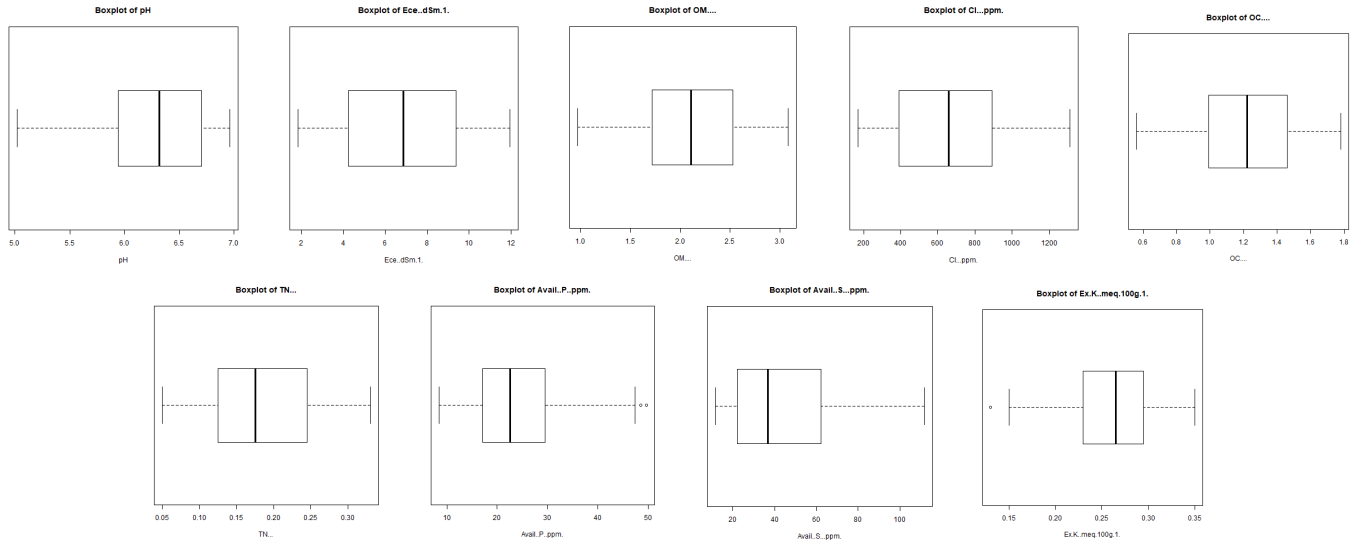 Boxplot of pH
5.0 5.5 6.0 6.5 7.0
pH
Boxplot of Ece..dSm.1.
2 4 6 8 10 12
Ece..dSm.1.
Boxplot of OM....
1.0 1.5 2.0 2.5 3.0
OM....
Boxplot of Cl...ppm.
200 400 600 800 1000 1200
Cl...ppm.
Boxplot of OC....
0.6 0.8 1.0 1.2 1.4 1.6 1.8
OC....
Boxplot of TN...
0.05 0.10 0.15 0.20 0.25 0.30
TN...
Boxplot of Avail..P..ppm.
10 20 30 40 50
Avail..P..ppm.
Boxplot of Avail..S...ppm.
20 40 60 80 100
Avail..S...ppm.
Boxplot of Ex.K..meq.100g.1.
0.15 0.20 0.25 0.30 0.35
Ex.K..meq.100g.1.